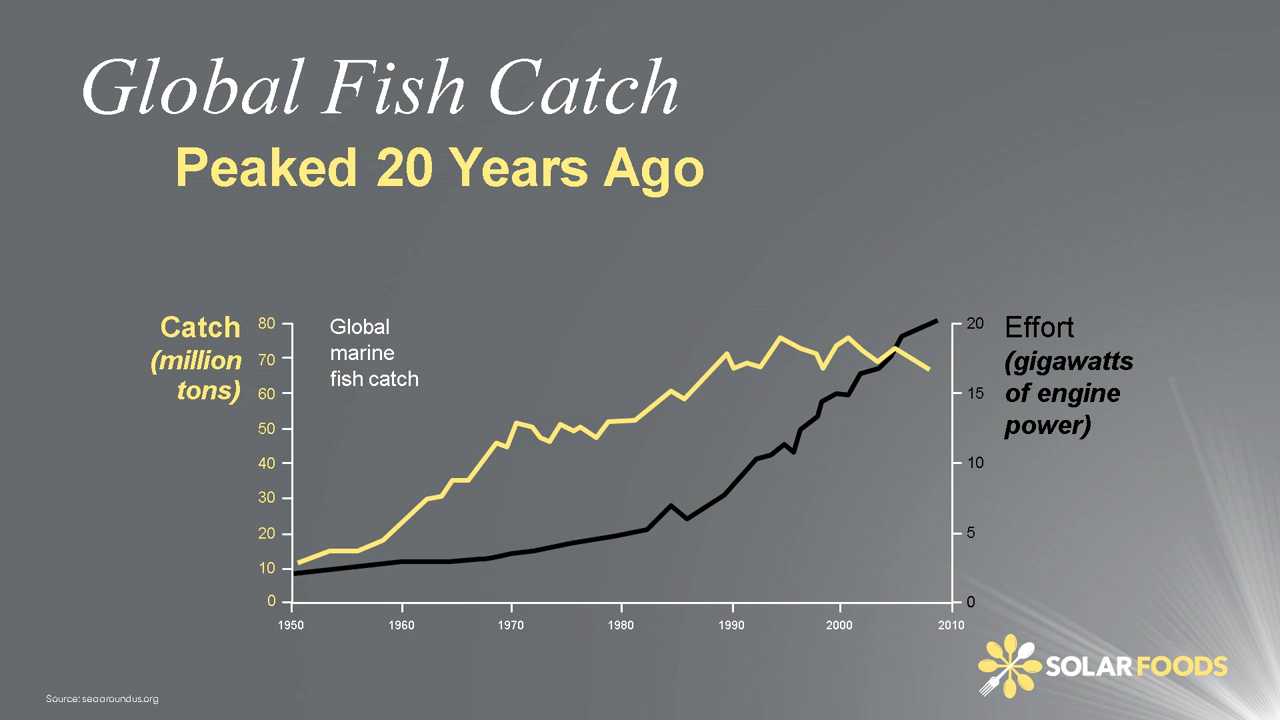 Global Fish Catch
Peaked 20 Years Ago
Catch
(million
tons)
80
70
60
50
40
30
20
10
0
Global
marine
fish catch
20
15
10
5
0
Effort
(gigawatts
of engine
power)
1950 1960 1970 1980 1990 2000 2010
SOLARFOODS
Source: seaaroundus.org